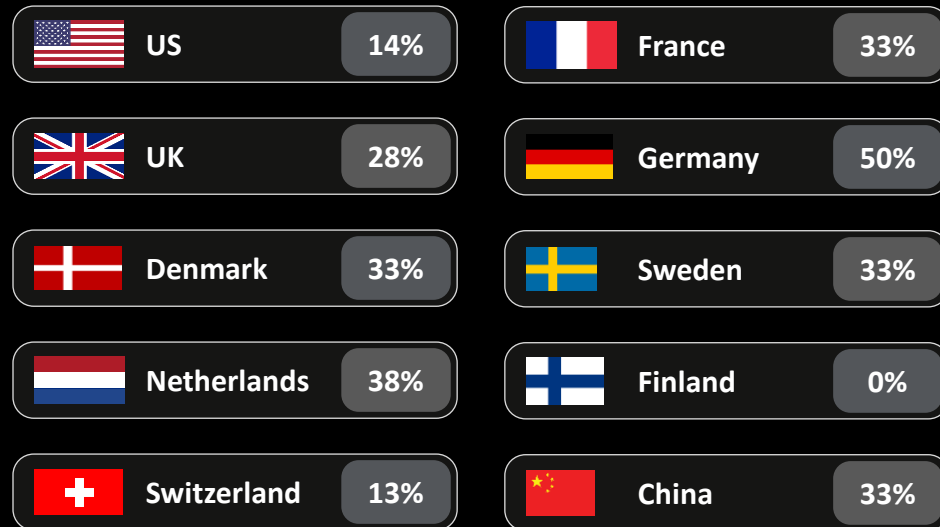 US 14%
France 33%
UK 28%
Germany 50%
Denmark 33%
Sweden 33%
Netherlands 38%
Finland 0%
Switzerland 13%
China 33%